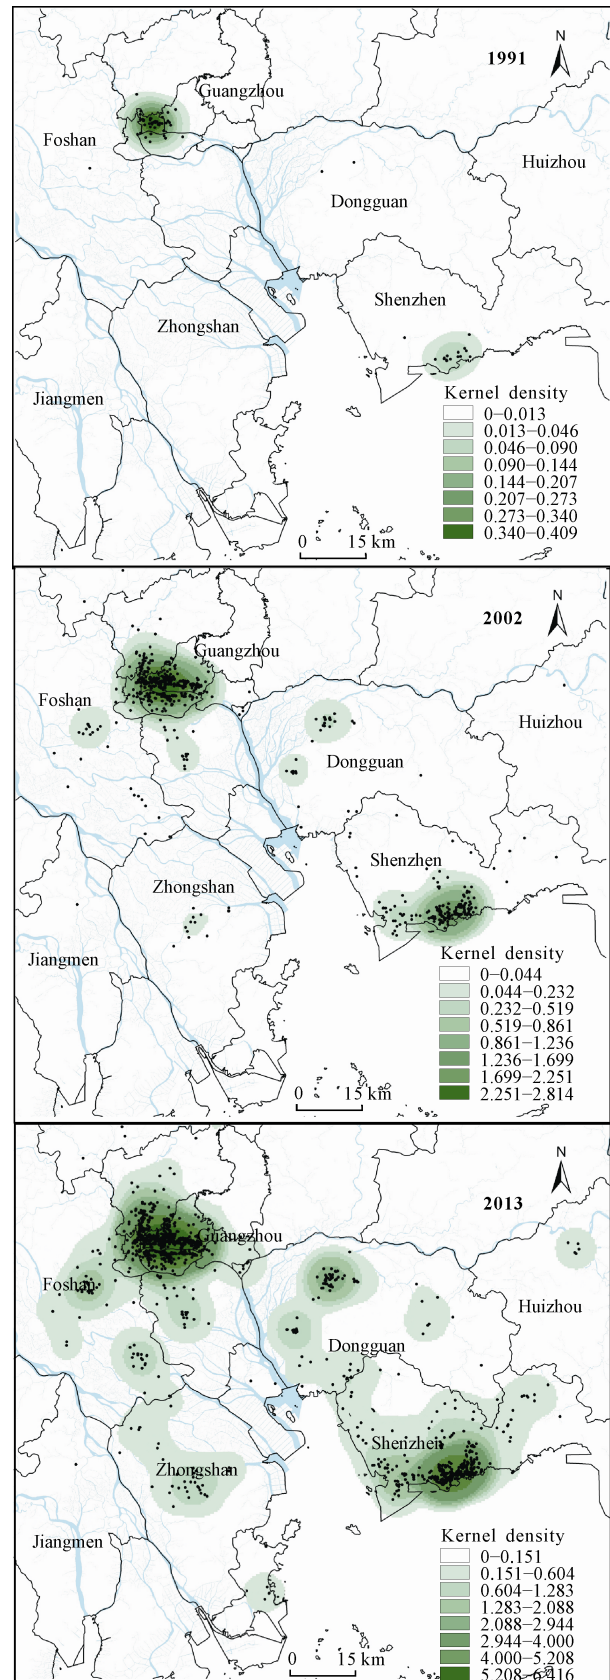 N
1991
Guangzhou
Foshan
Huizhou
Dongguan
Shenzhen
Zhongshan
Jiangmen
Kernel density
0–0.013
0.013–0.046
0.046–0.090
0.090–0.144
0.144–0.207
0.207–0.273
0.273–0.340
0.340–0.409
0 15 km
N
2002
Guangzhou
Foshan
Huizhou
Dongguan
Shenzhen
Zhongshan
Jiangmen
Kernel density
0–0.044
0.044–0.232
0.232–0.519
0.519–0.861
0.861–1.236
1.236–1.699
1.699–2.251
2.251–2.814
0 15 km
N
2013
Guangzhou
Foshan
Huizhou
Dongguan
Shenzhen
Zhongshan
Jiangmen
Kernel density
0–0.151
0.151–0.604
0.604–1.283
1.283–2.088
2.088–2.944
2.944–4.000
4.000–5.208
5.208–6.416
0 15 km